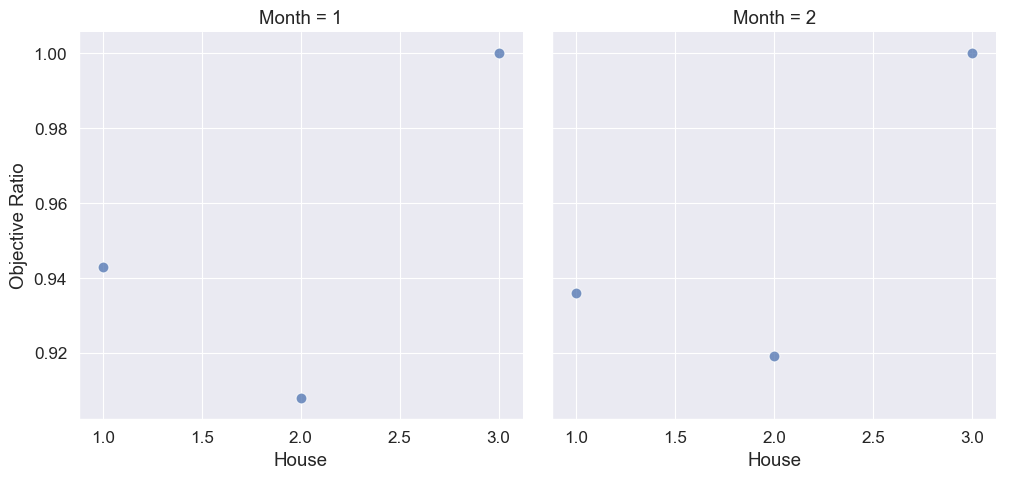 Month = 1
Month = 2
Objective Ratio
1.00
0.98
0.96
0.94
0.92
1.0 1.5 2.0 2.5 3.0
House
1.0 1.5 2.0 2.5 3.0
House